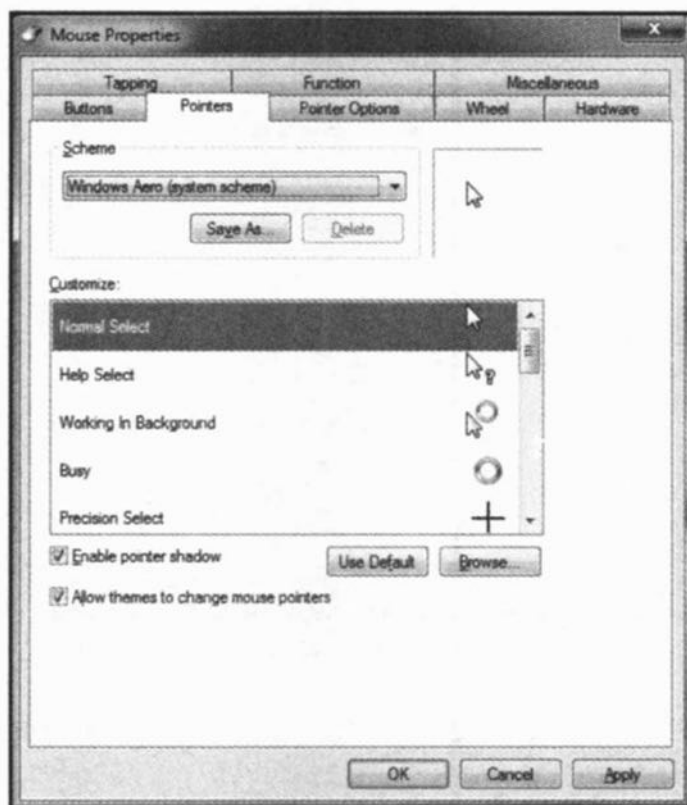 Mouse Properties
X
Tapping Function Miscellaneous
Buttons Pointers Pointer Options Wheel Hardware
Scheme
Windows Aero (system scheme)
Save As... Delete
Customize:
Normal Select
Help Select
Working In Background
Busy
Precision Select
Enable pointer shadow Use Default Browse...
Allow themes to change mouse pointers
OK Cancel Apply